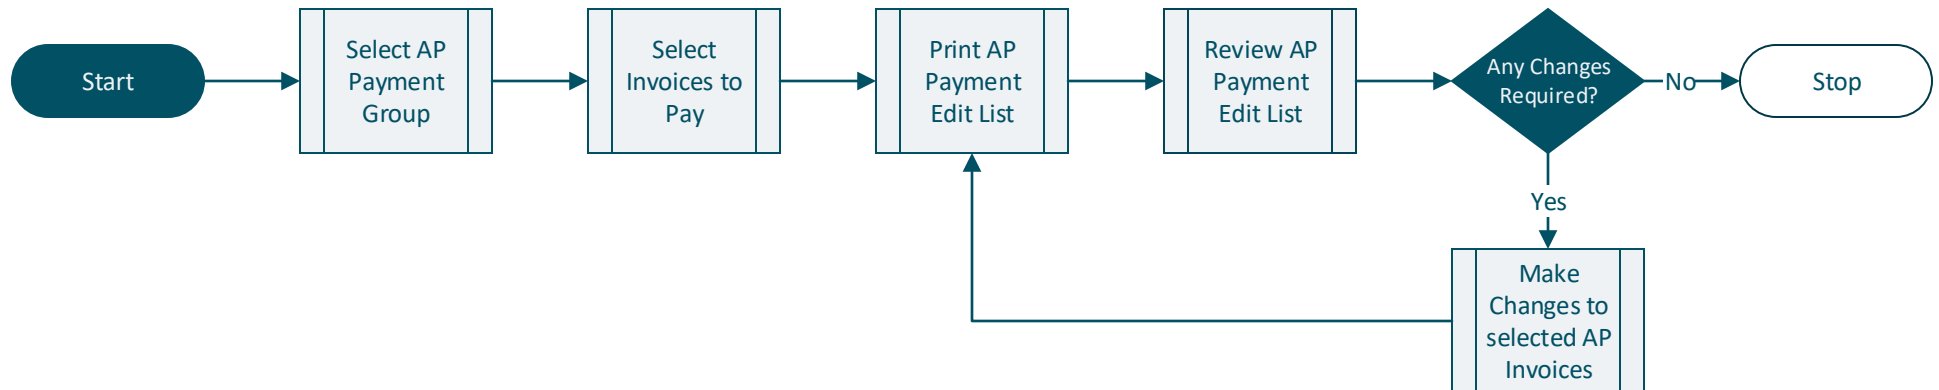 Start
Select AP
Payment
Group
Select
Invoices to
Pay
Print AP
Payment
Edit List
Review AP
Payment
Edit List
Any Changes
Required?
No
Stop
Yes
Make
Changes to
selected AP
Invoices